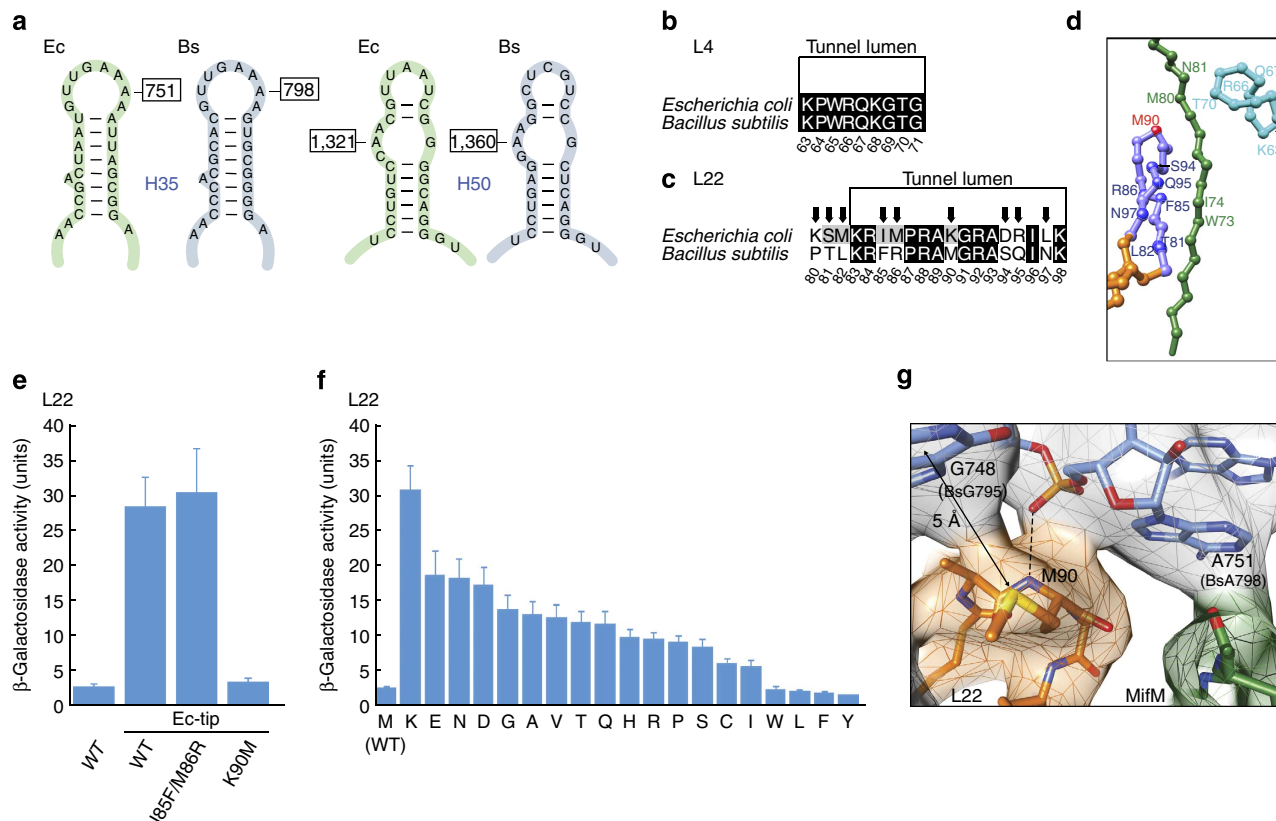 a
Ec
Bs
Ec
Bs
751
798
1,321
1,360
H35
H50
b
L4
Tunnel lumen
Escherichia coli KPWRQKGTG
Bacillus subtilis KPWRQKGTG
63 64 65 66 67 68 69 70 71
c
L22
Tunnel lumen
Escherichia coli KSMKRIMPRAKGRADRILK
Bacillus subtilis PTLKRFRPRAMGRASQINK
80 81 82 83 84 85 86 87 88 89 90 91 92 93 94 95 96 97 98
d
N81
M80
Q67
R66
T70
M90
K63
S94
Q95
R86
F85
N97
I74
W73
T81
L82
e
L22
β-Galactosidase activity (units)
40
35
30
25
20
15
10
5
0
Ec-tip
WT
WT
I85F/M86R
K90M
f
L22
β-Galactosidase activity (units)
40
35
30
25
20
15
10
5
0
M K E N D G A V T Q H R P S C I W L F Y
(WT)
g
G748
(BsG795)
5 Å
M90
A751
(BsA798)
L22
MifM